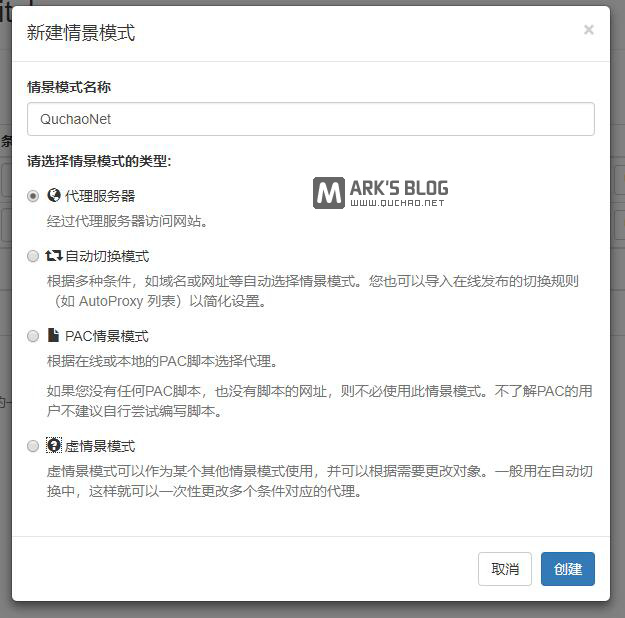 新建情景模式
×
情景模式名称
QuchaoNet
请选择情景模式的类型:
代理服务器
经过代理服务器访问网站。
M ARK'S BLOG
WWW.QUCHAO.NET
自动切换模式
根据多种条件，如域名或网址等自动选择情景模式。您也可以导入在线发布的切换规则
（如 AutoProxy 列表）以简化设置。
PAC情景模式
根据在线或本地的PAC脚本选择代理。
如果您没有任何PAC脚本，也没有脚本的网址，则不必使用此情景模式。不了解PAC的用
户不建议自行尝试编写脚本。
虚情景模式
虚情景模式可以作为某个其他情景模式使用，并可以根据需要更改对象。一般用在自动切
换中，这样就可以一次性更改多个条件对应的代理。
取消
创建